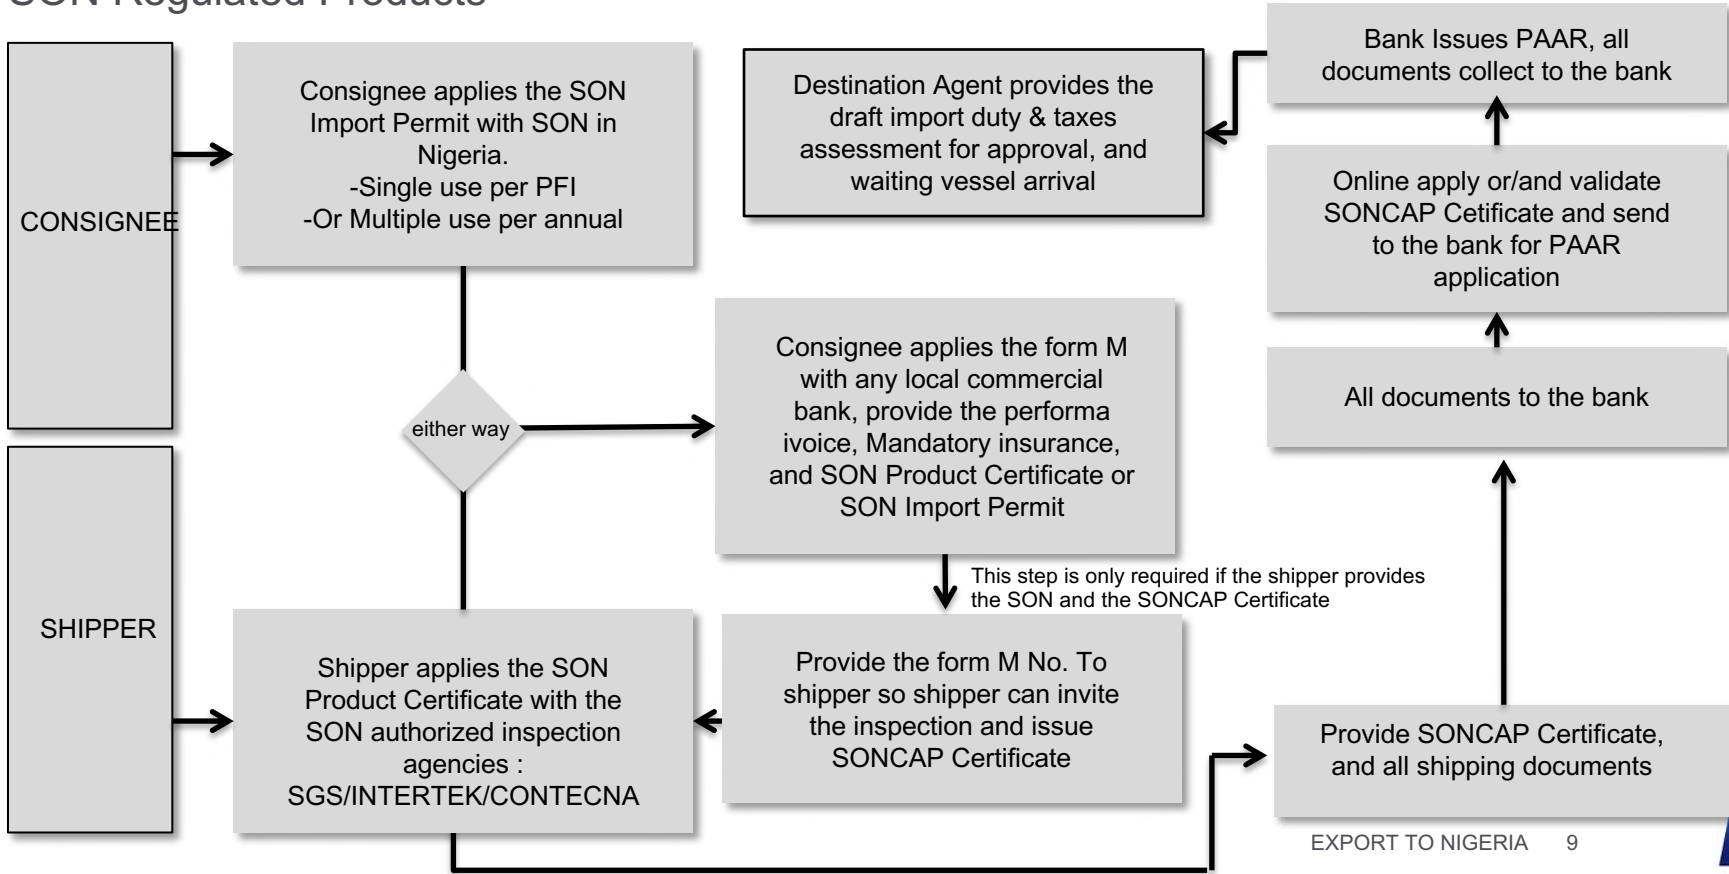 SON Regulated Products
CONSIGNEE
Consignee applies the SON
Import Permit with SON in
Nigeria.
-Single use per PFI
-Or Multiple use per annual
either way
SHIPPER
Shipper applies the SON
Product Certificate with the
SON authorized inspection
agencies :
SGS/INTERTEK/CONTECNA
Consignee applies the form M
with any local commercial
bank, provide the performa
ivoice, Mandatory insurance,
and SON Product Certificate or
SON Import Permit
This step is only required if the shipper provides
the SON and the SONCAP Certificate
Provide the form M No. To
shipper so shipper can invite
the inspection and issue
SONCAP Certificate
Provide SONCAP Certificate,
and all shipping documents
All documents to the bank
Online apply or/and validate
SONCAP Cetificate and send
to the bank for PAAR
application
Bank Issues PAAR, all
documents collect to the bank
Destination Agent provides the
draft import duty & taxes
assessment for approval, and
waiting vessel arrival
EXPORT TO NIGERIA 9